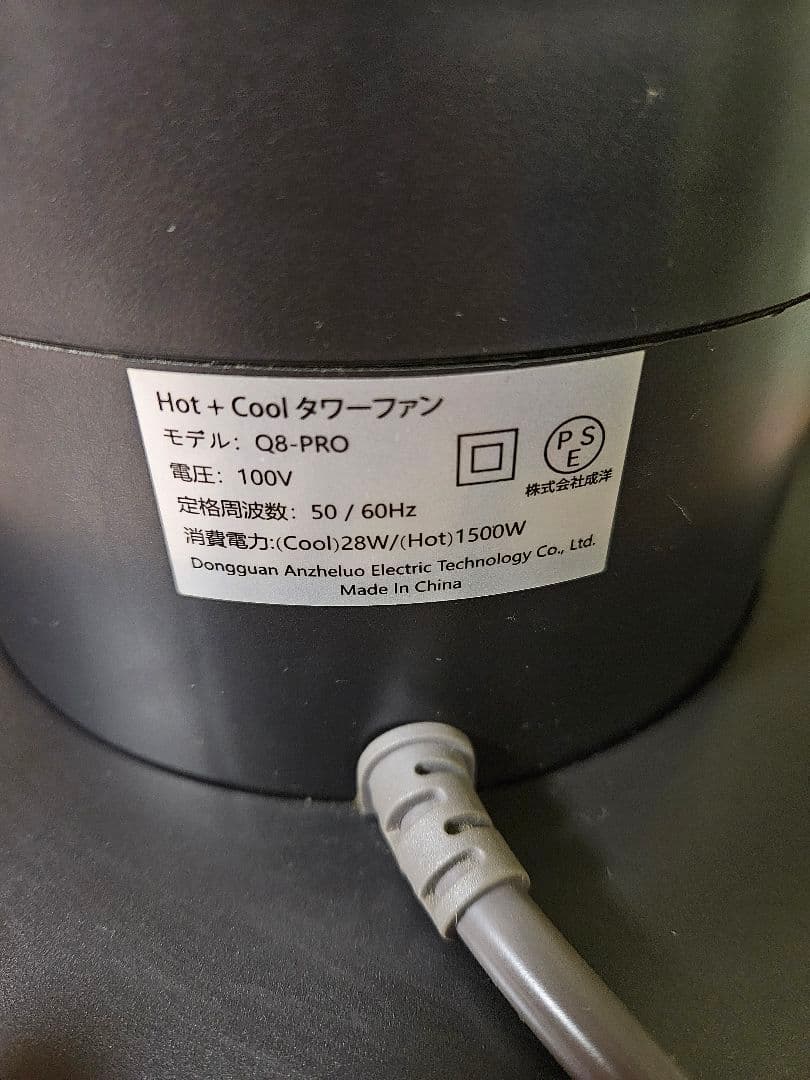 Hot + Cool タワーファン
モデル: Q8-PRO
電圧: 100V
定格周波数: 50 / 60Hz
消費電力:(Cool)28W/(Hot)1500W
Dongguan Anzheluo Electric Technology Co., Ltd.
Made In China
PSE
株式会社成洋